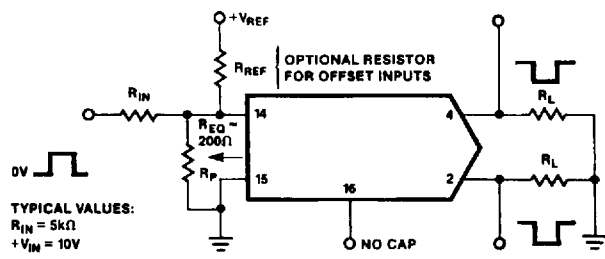 +VREF
RREF
OPTIONAL RESISTOR
FOR OFFSET INPUTS
RIN
14
4
RL
REQ ~
200Ω
0V
RP
15
16
2
RL
TYPICAL VALUES:
RIN = 5kΩ
+VIN = 10V
NO CAP